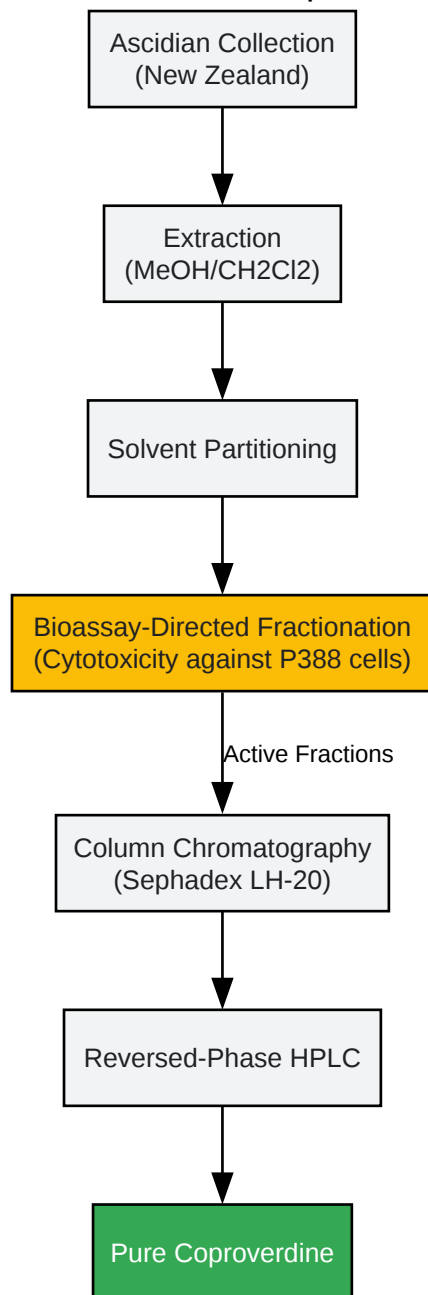 Ascidian Collection
(New Zealand)
Extraction
(MeOH/CH2Cl2)
Solvent Partitioning
Bioassay-Directed Fractionation
(Cytotoxicity against P388 cells)
Active Fractions
Column Chromatography
(Sephadex LH-20)
Reversed-Phase HPLC
Pure Coproverdine